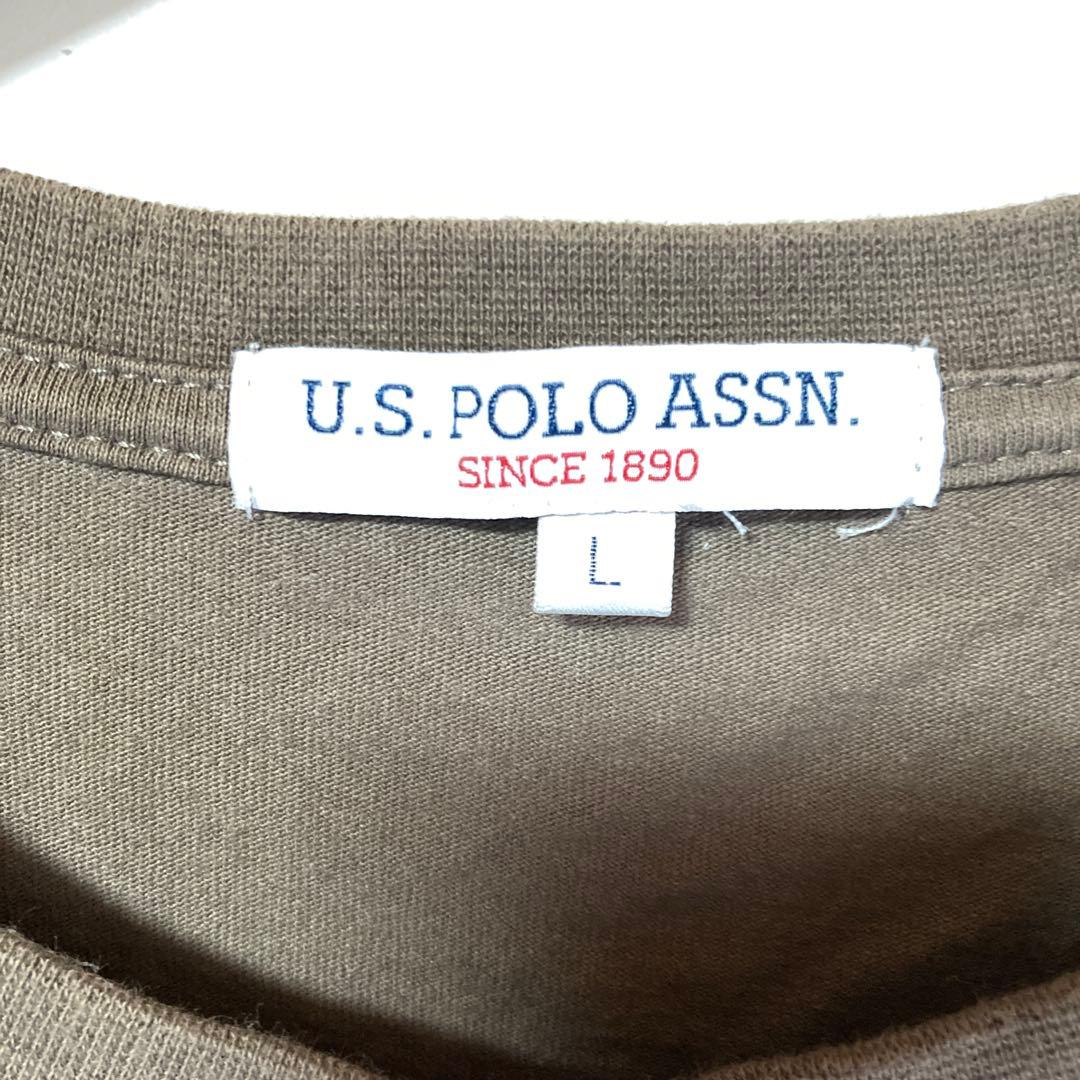 U.S. POLO ASSN.
SINCE 1890
L